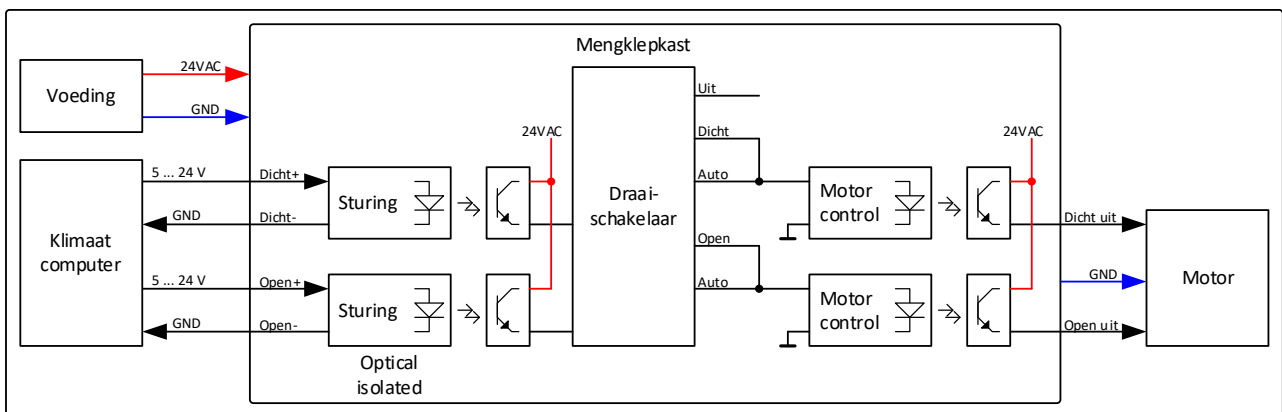 Mengklepkast
Voeding
24VAC
GND
Klimaat
computer
5 ... 24 V
GND
5 ... 24 V
GND
Dicht+
Dicht-
Open+
Open-
Sturing
Sturing
Optical
isolated
24VAC
Draai-
schakelaar
Uit
Dicht
Auto
Open
Auto
Motor
control
Motor
control
24VAC
Dicht uit
GND
Open uit
Motor